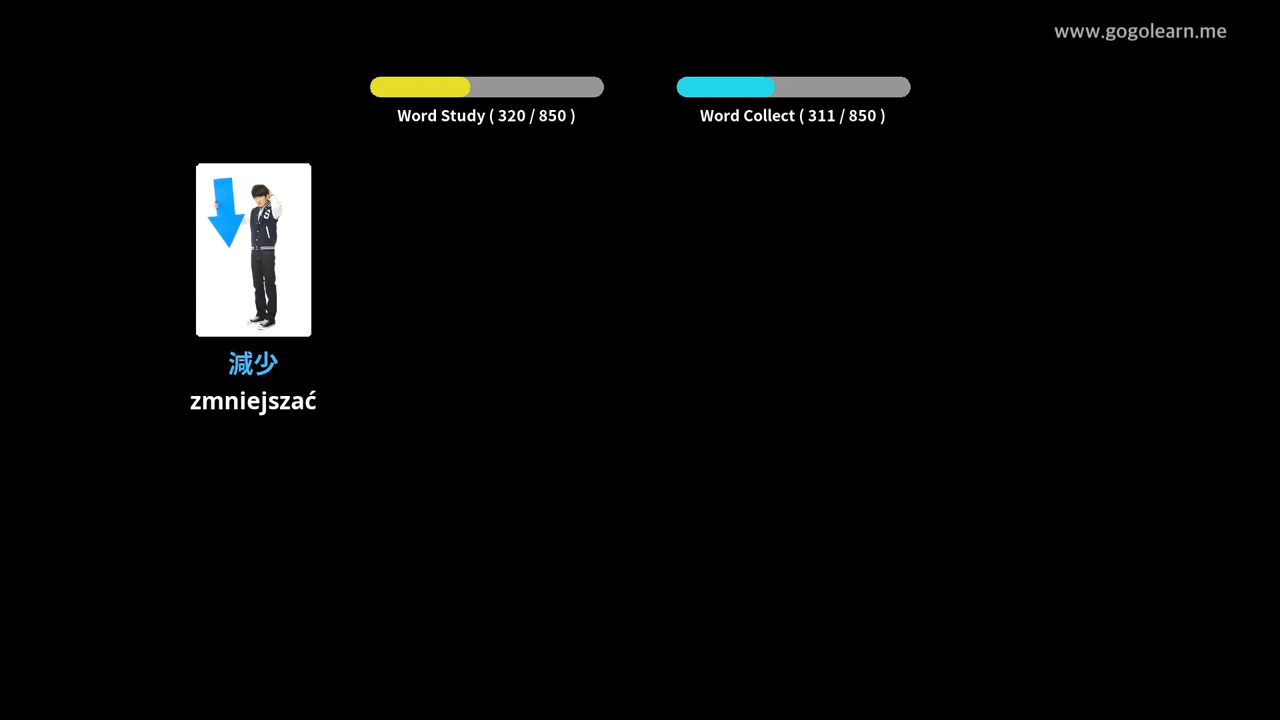 www.gogolearn.me
Word Study ( 320 / 850 )
Word Collect ( 311 / 850 )
S
減少
zmniejszać